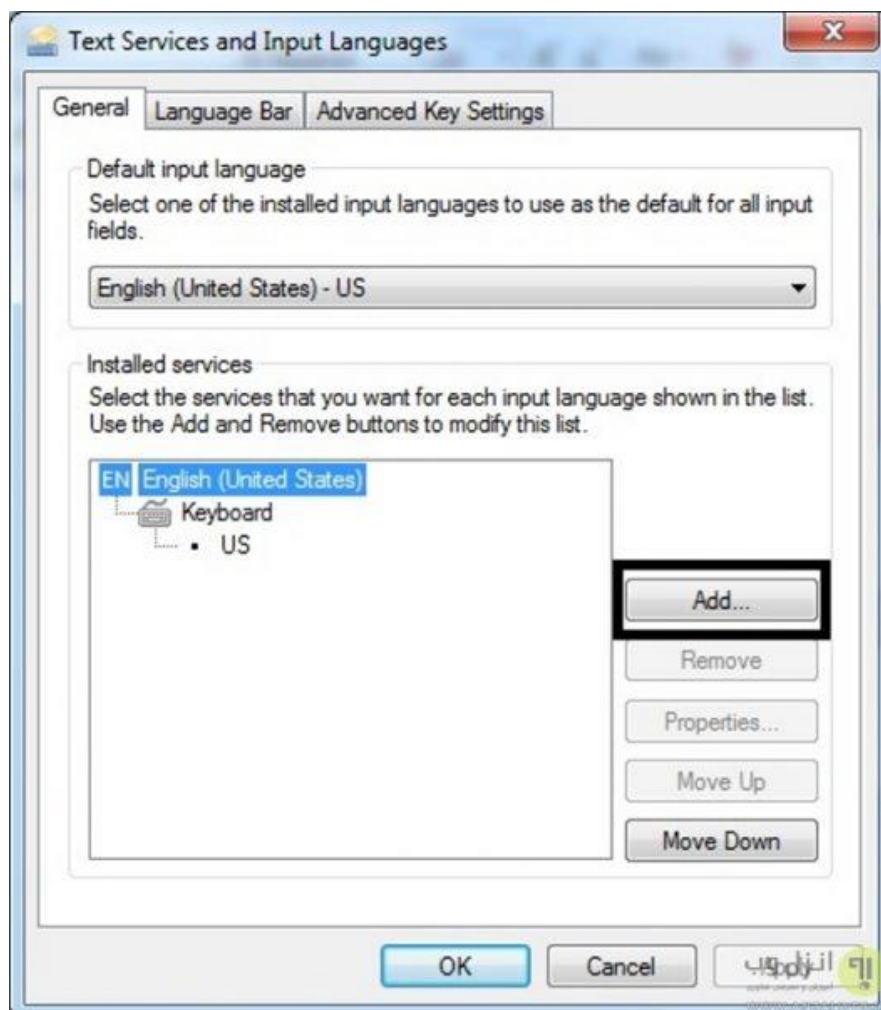 Text Services and Input Languages
General
Language Bar
Advanced Key Settings
Default input language
Select one of the installed input languages to use as the default for all input
fields.
English (United States) - US
Installed services
Select the services that you want for each input language shown in the list.
Use the Add and Remove buttons to modify this list.
EN English (United States)
Keyboard
US
Add...
Remove
Properties...
Move Up
Move Down
OK
Cancel
انزل وب